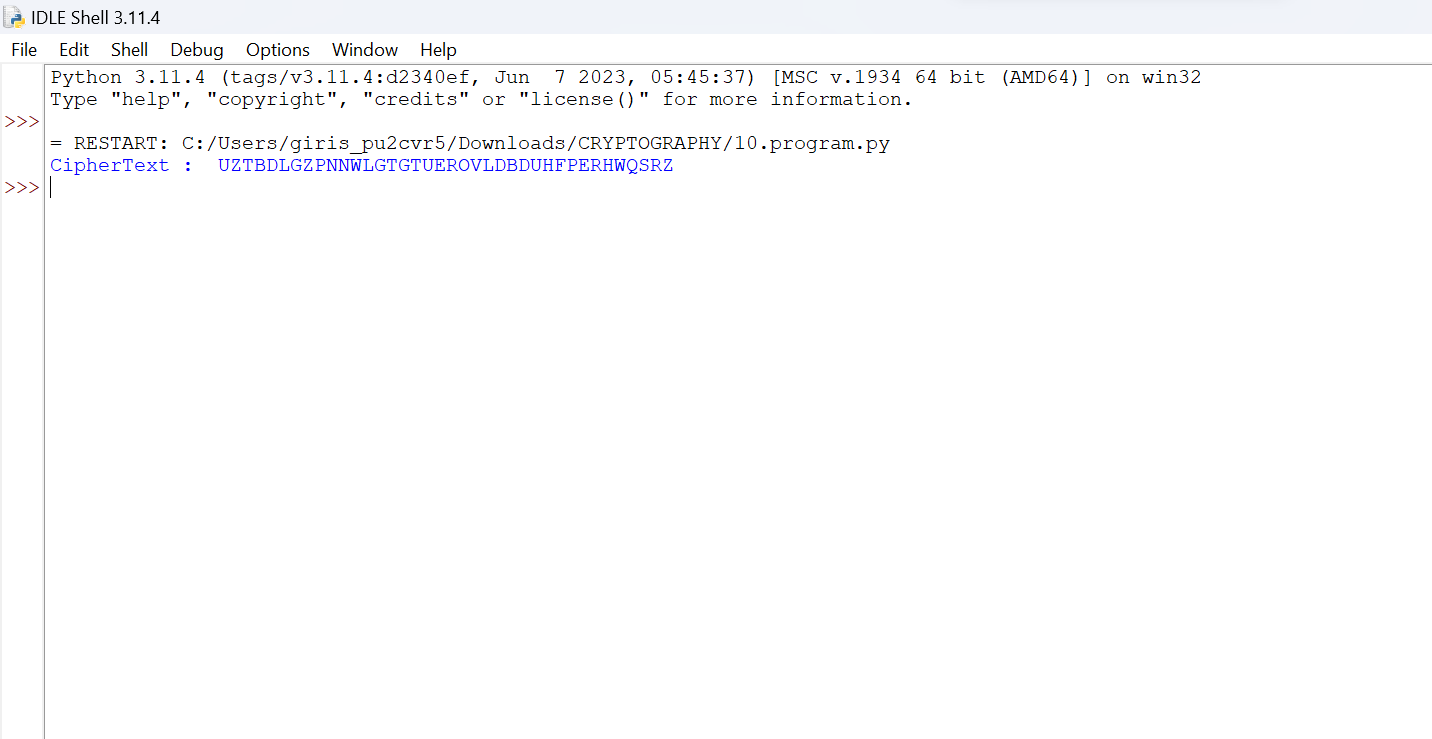 IDLE Shell 3.11.4
File Edit Shell Debug Options Window Help
Python 3.11.4 (tags/v3.11.4:d2340ef, Jun  7 2023, 05:45:37) [MSC v.1934 64 bit (AMD64)] on win32
Type "help", "copyright", "credits" or "license()" for more information.
>>>
= RESTART: C:/Users/giris_pu2cvr5/Downloads/CRYPTOGRAPHY/10.program.py
CipherText :  UZTBDLGZPNNWLGTGTUEROVLDBDUHFPERHWQSRZ
>>>